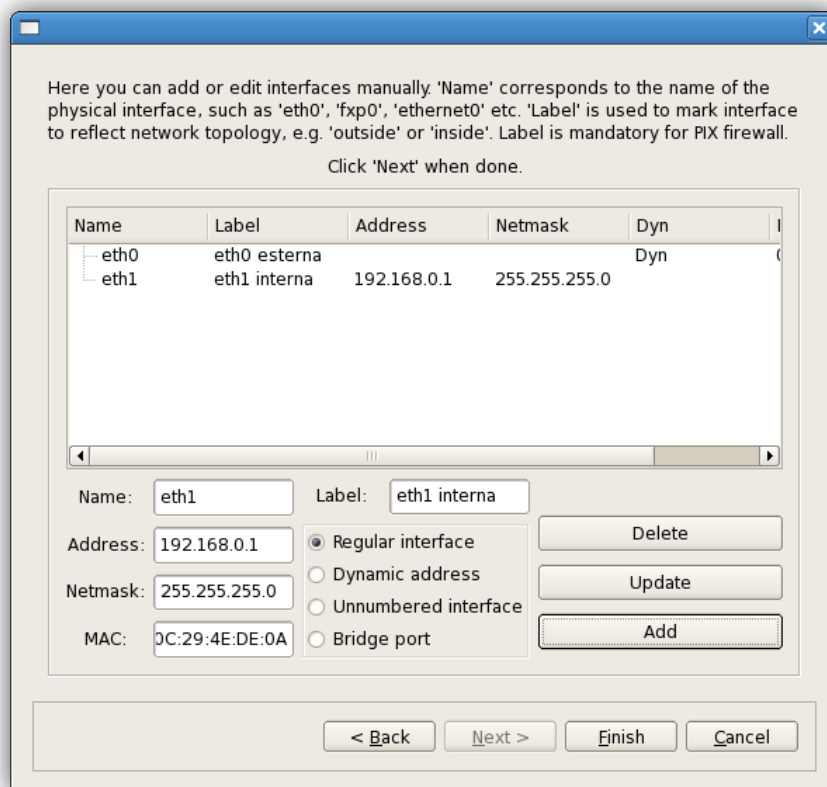 Here you can add or edit interfaces manually. 'Name' corresponds to the name of the
physical interface, such as 'eth0', 'fxp0', 'ethernet0' etc. 'Label' is used to mark interface
to reflect network topology, e.g. 'outside' or 'inside'. Label is mandatory for PIX firewall.
Click 'Next' when done.
Name Label Address Netmask Dyn
eth0 eth0 esterna Dyn
eth1 eth1 interna 192.168.0.1 255.255.255.0
Name: eth1 Label: eth1 interna
Address: 192.168.0.1 Regular interface Delete
Netmask: 255.255.255.0 Dynamic address Update
Unnumbered interface
MAC: 0C:29:4E:DE:0A Bridge port Add
< Back Next > Finish Cancel